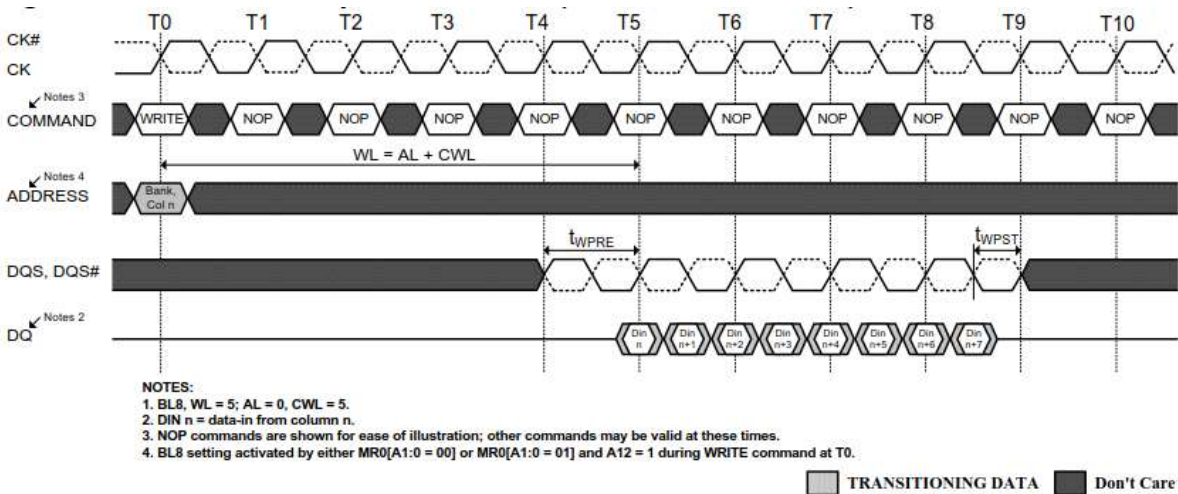 T0 T1 T2 T3 T4 T5 T6 T7 T8 T9 T10
CK#
CK
Notes 3
COMMAND WRITE NOP NOP NOP NOP NOP NOP NOP NOP NOP NOP
WL = AL + CWL
Notes 4
ADDRESS Bank, Col n
tWPRE tWPST
DQS, DQS#
Notes 2
DQ Din n Din n+1 Din n+2 Din n+3 Din n+4 Din n+5 Din n+6 Din n+7
NOTES:
1. BL8, WL = 5; AL = 0, CWL = 5.
2. DIN n = data-in from column n.
3. NOP commands are shown for ease of illustration; other commands may be valid at these times.
4. BL8 setting activated by either MR0[A1:0 = 00] or MR0[A1:0 = 01] and A12 = 1 during WRITE command at T0.
TRANSITIONING DATA Don't Care